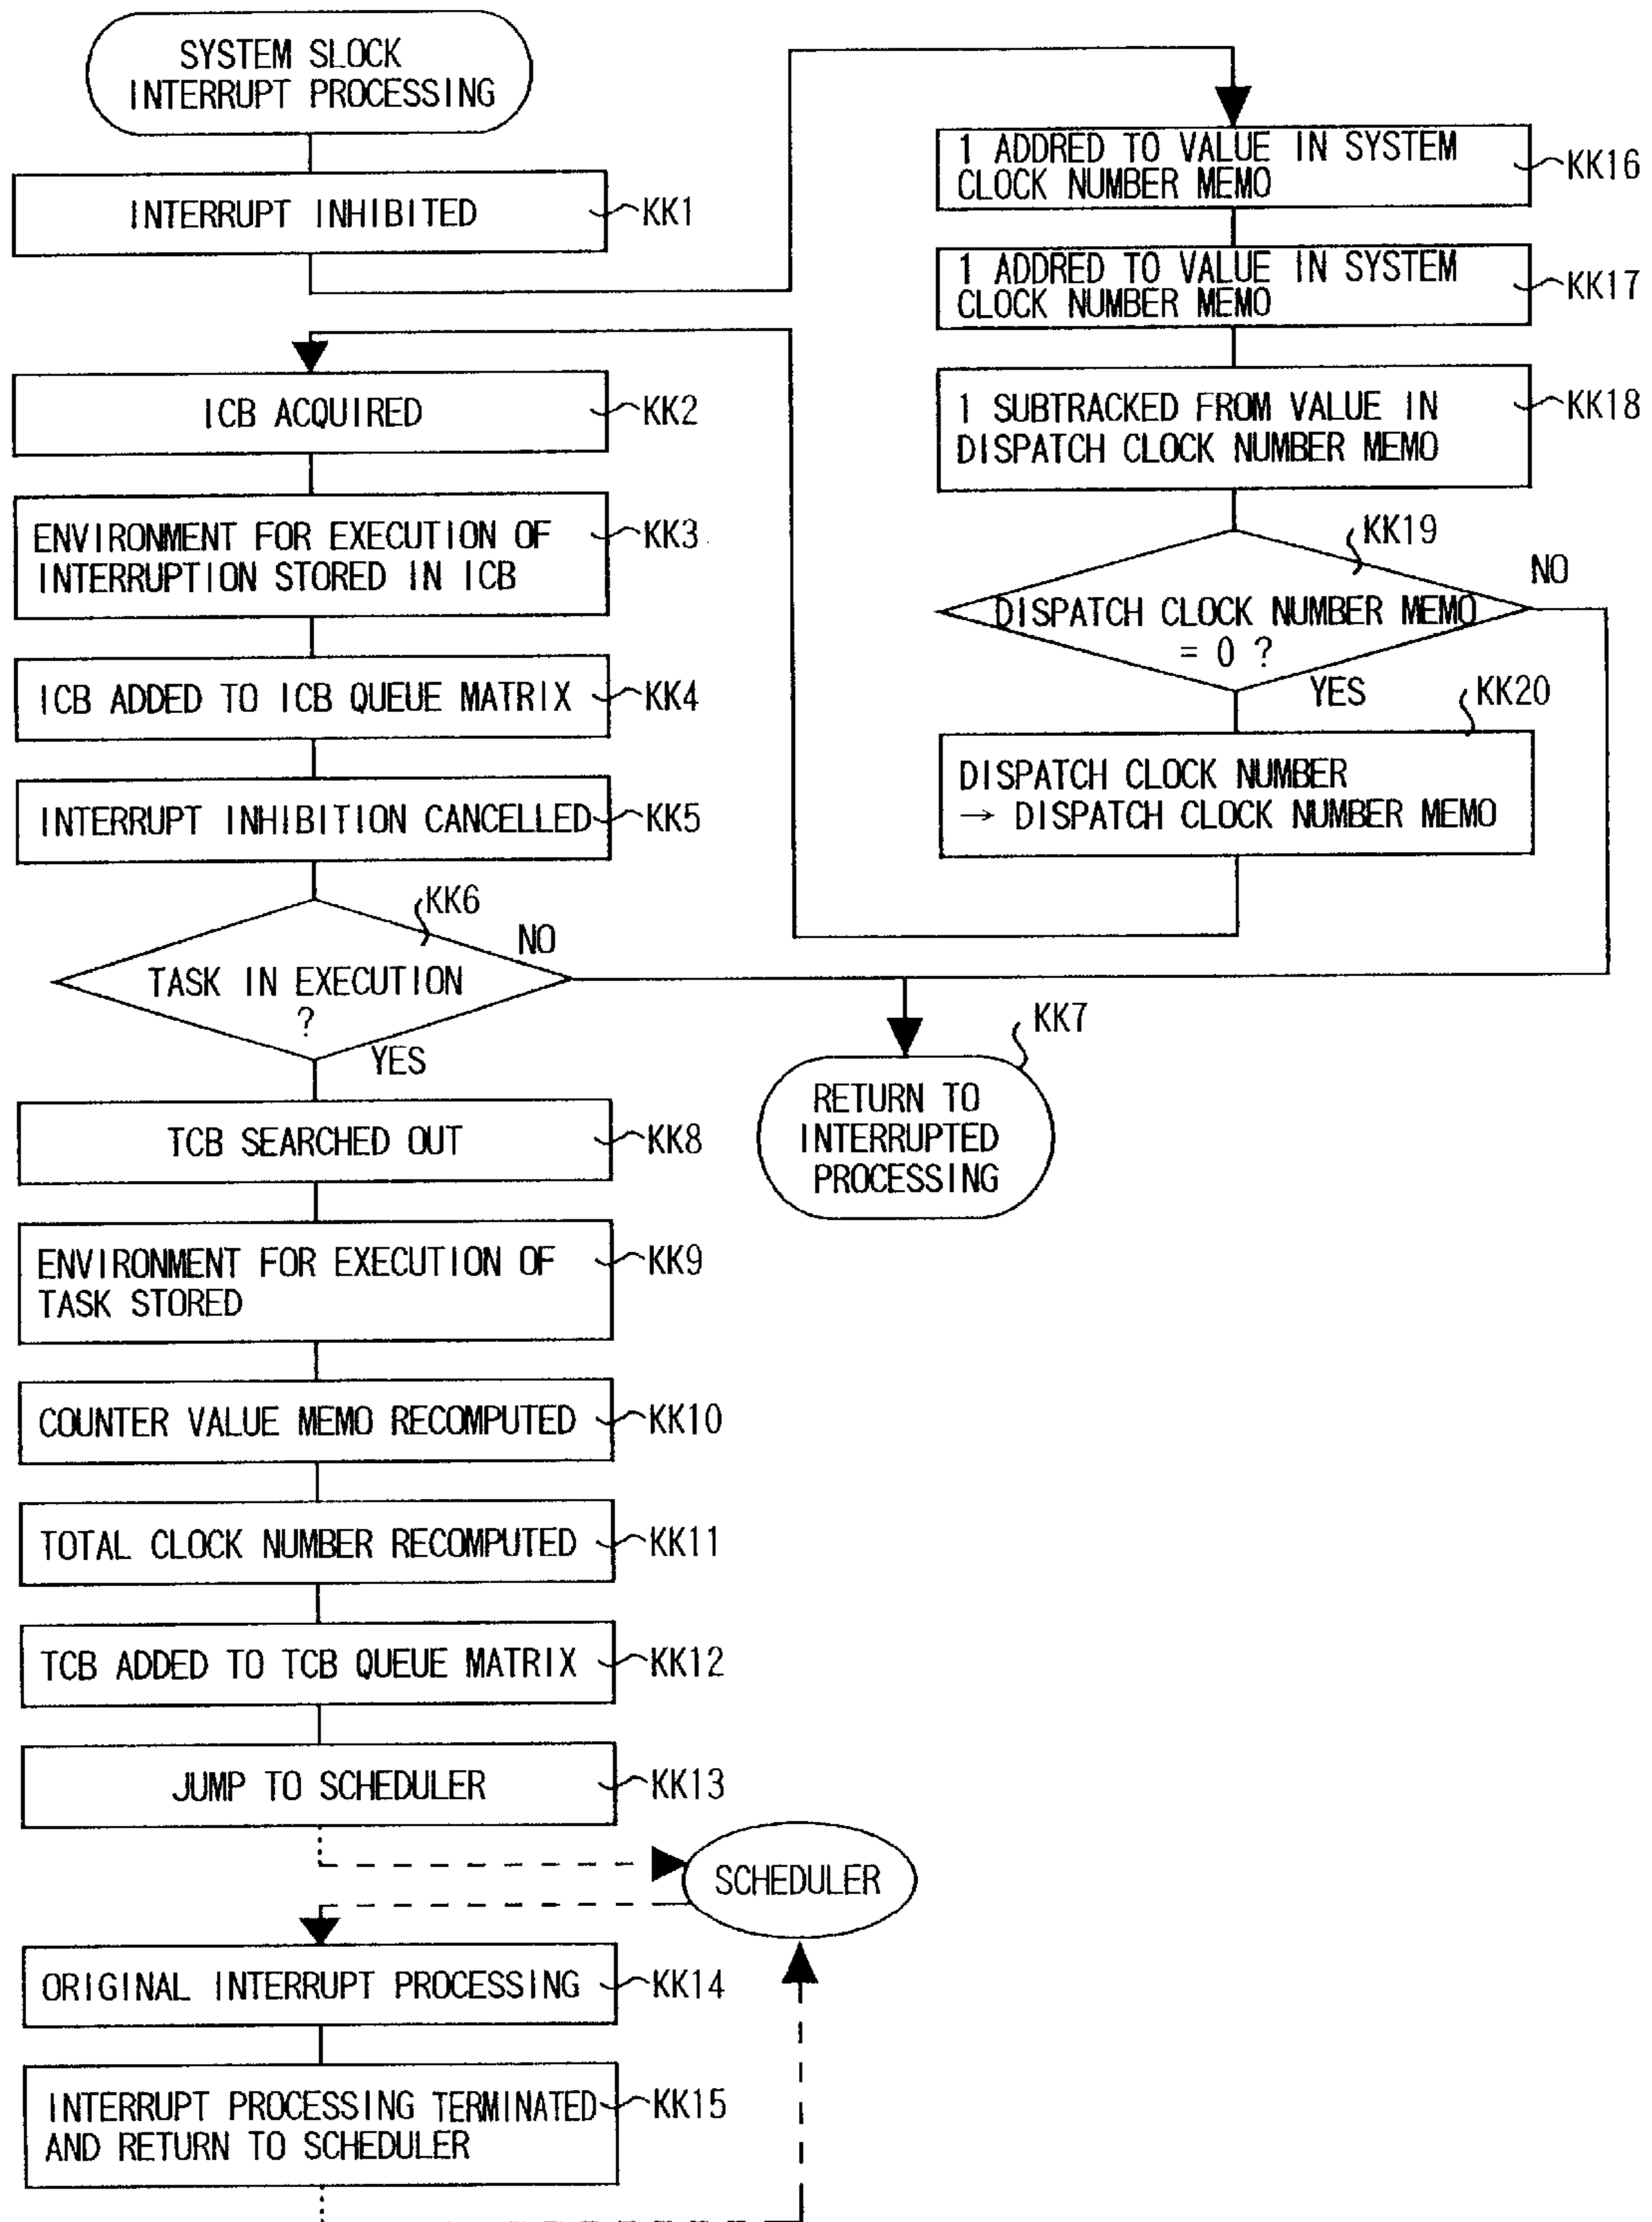 SYSTEM SLOCK
INTERRUPT PROCESSING
INTERRUPT INHIBITED
KK1
1 ADDRED TO VALUE IN SYSTEM
CLOCK NUMBER MEMO
KK16
1 ADDRED TO VALUE IN SYSTEM
CLOCK NUMBER MEMO
KK17
1 SUBTRACKED FROM VALUE IN
DISPATCH CLOCK NUMBER MEMO
KK18
KK19
DISPATCH CLOCK NUMBER MEMO
= 0 ?
NO
YES
KK20
DISPATCH CLOCK NUMBER
→ DISPATCH CLOCK NUMBER MEMO
ICB ACQUIRED
KK2
ENVIRONMENT FOR EXECUTION OF
INTERRUPTION STORED IN ICB
KK3
ICB ADDED TO ICB QUEUE MATRIX
KK4
INTERRUPT INHIBITION CANCELLED
KK5
KK6
TASK IN EXECUTION
?
NO
YES
KK7
RETURN TO
INTERRUPTED
PROCESSING
TCB SEARCHED OUT
KK8
ENVIRONMENT FOR EXECUTION OF
TASK STORED
KK9
COUNTER VALUE MEMO RECOMPUTED
KK10
TOTAL CLOCK NUMBER RECOMPUTED
KK11
TCB ADDED TO TCB QUEUE MATRIX
KK12
JUMP TO SCHEDULER
KK13
SCHEDULER
ORIGINAL INTERRUPT PROCESSING
KK14
INTERRUPT PROCESSING TERMINATED
AND RETURN TO SCHEDULER
KK15